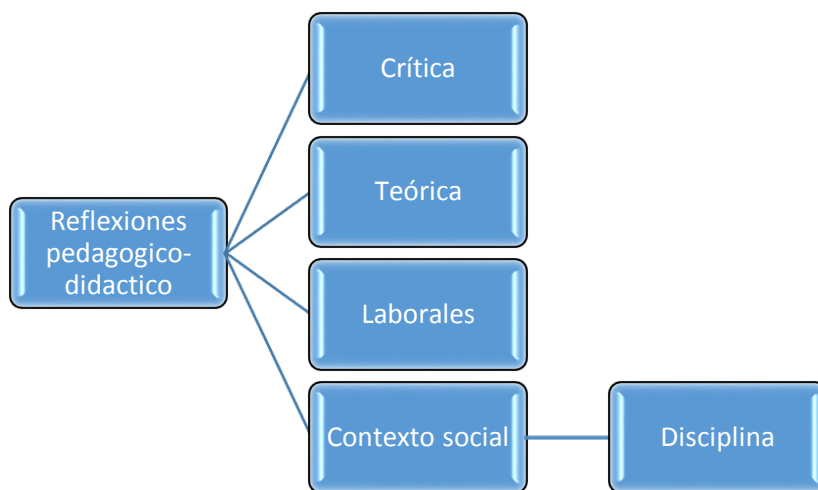 Crítica
Teórica
Reflexiones
pedagogico-
didactico
Laborales
Contexto social
Disciplina